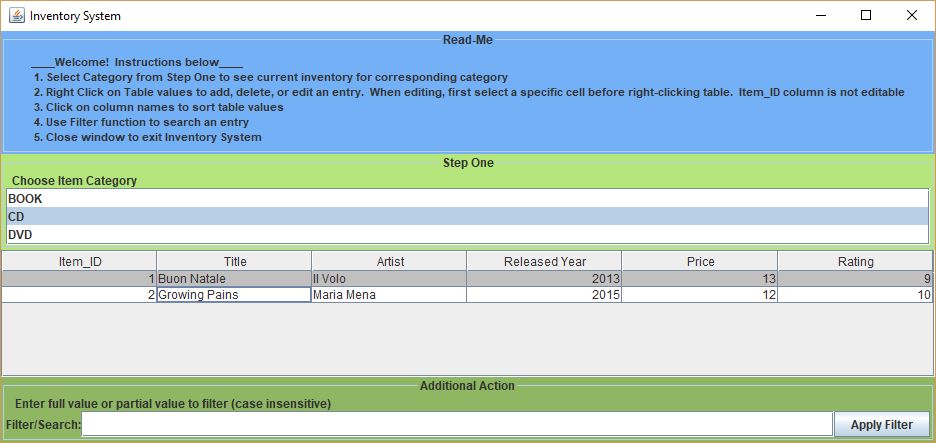 Inventory System
Read-Me
____Welcome!  Instructions below____
1. Select Category from Step One to see current inventory for corresponding category
2. Right Click on Table values to add, delete, or edit an entry.  When editing, first select a specific cell before right-clicking table.  Item_ID column is not editable
3. Click on column names to sort table values
4. Use Filter function to search an entry
5. Close window to exit Inventory System
Step One
Choose Item Category
BOOK
CD
DVD
Item_ID Title Artist Released Year Price Rating
1 Buon Natale Il Volo 2013 13 9
2 Growing Pains Maria Mena 2015 12 10
Additional Action
Enter full value or partial value to filter (case insensitive)
Filter/Search: Apply Filter